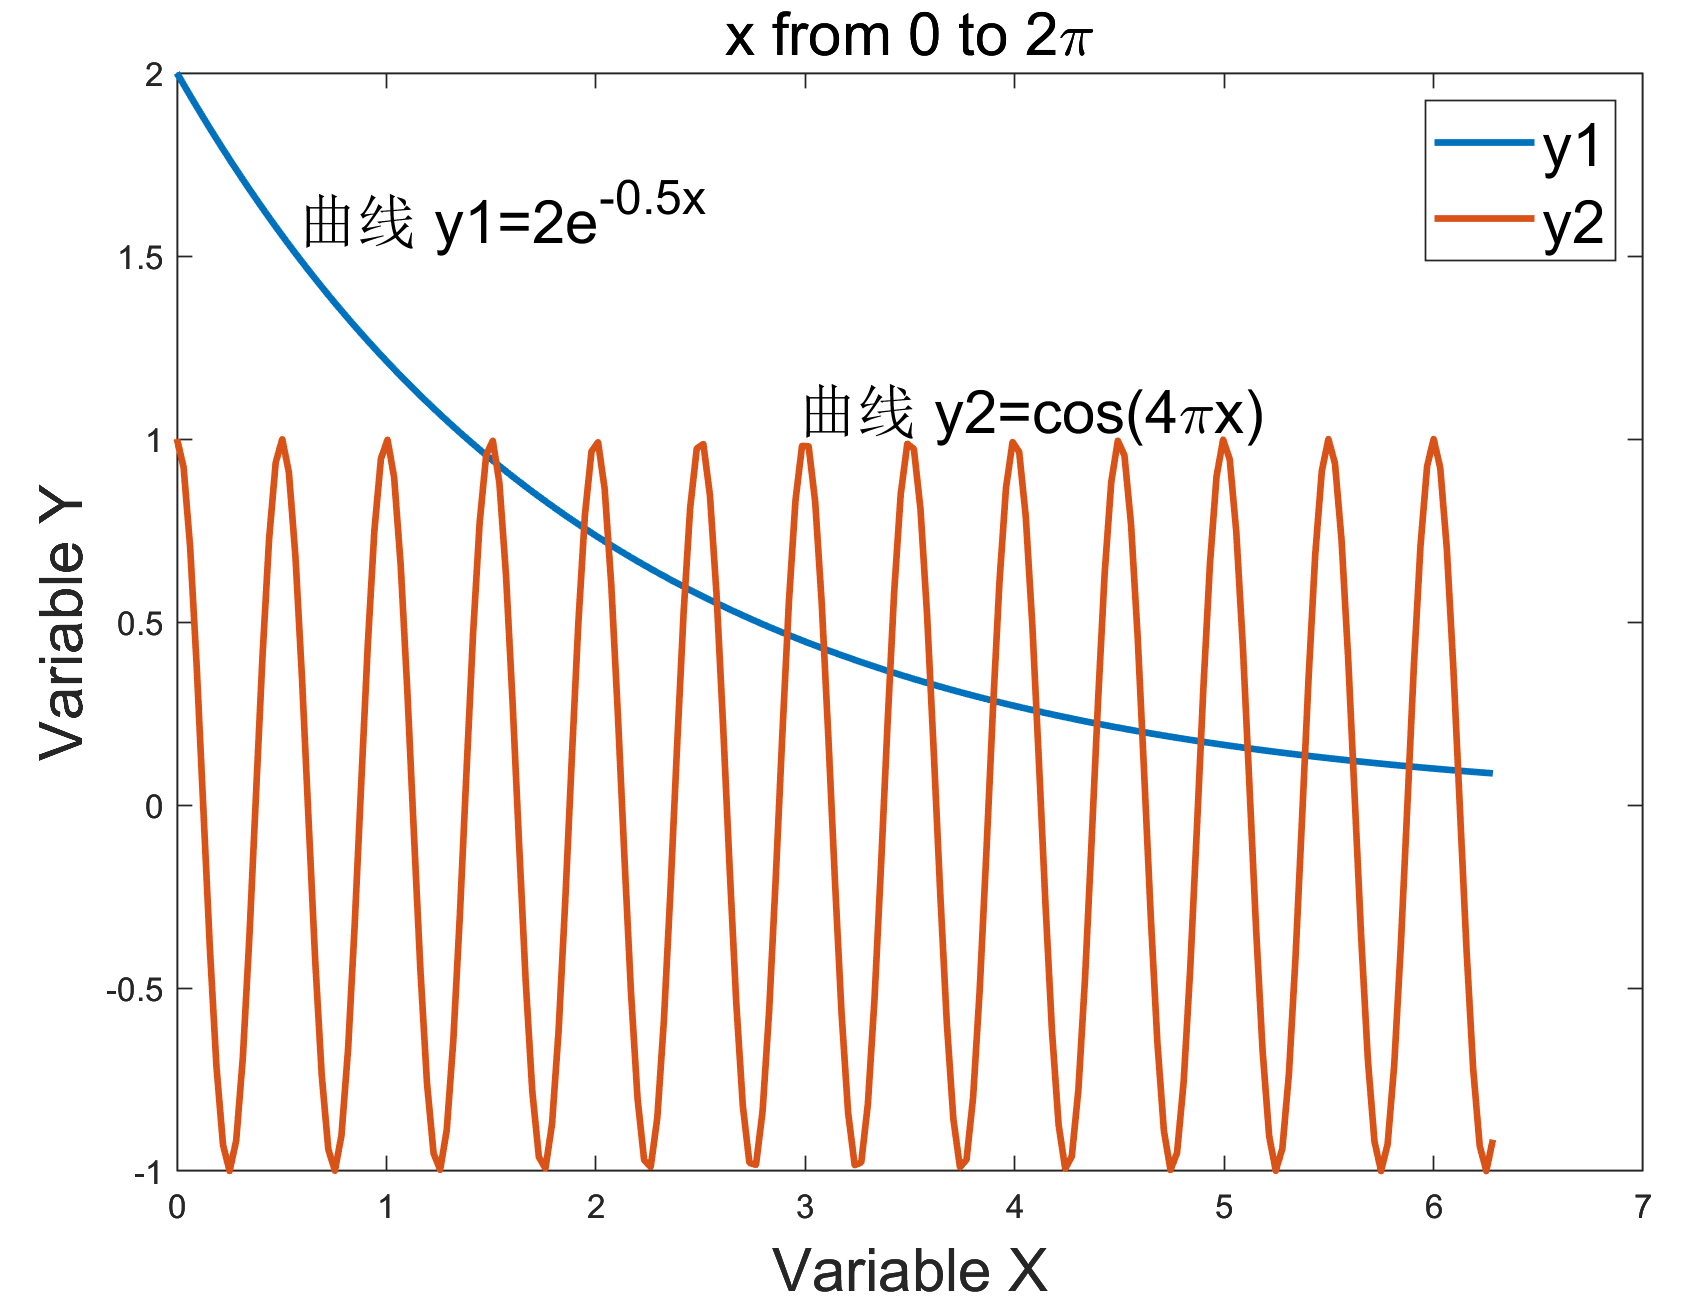 x from 0 to 2π
2
1.5
1
0.5
0
-0.5
-1
Variable Y
曲线 y1=2e^-0.5x
曲线 y2=cos(4πx)
y1
y2
0 1 2 3 4 5 6 7
Variable X